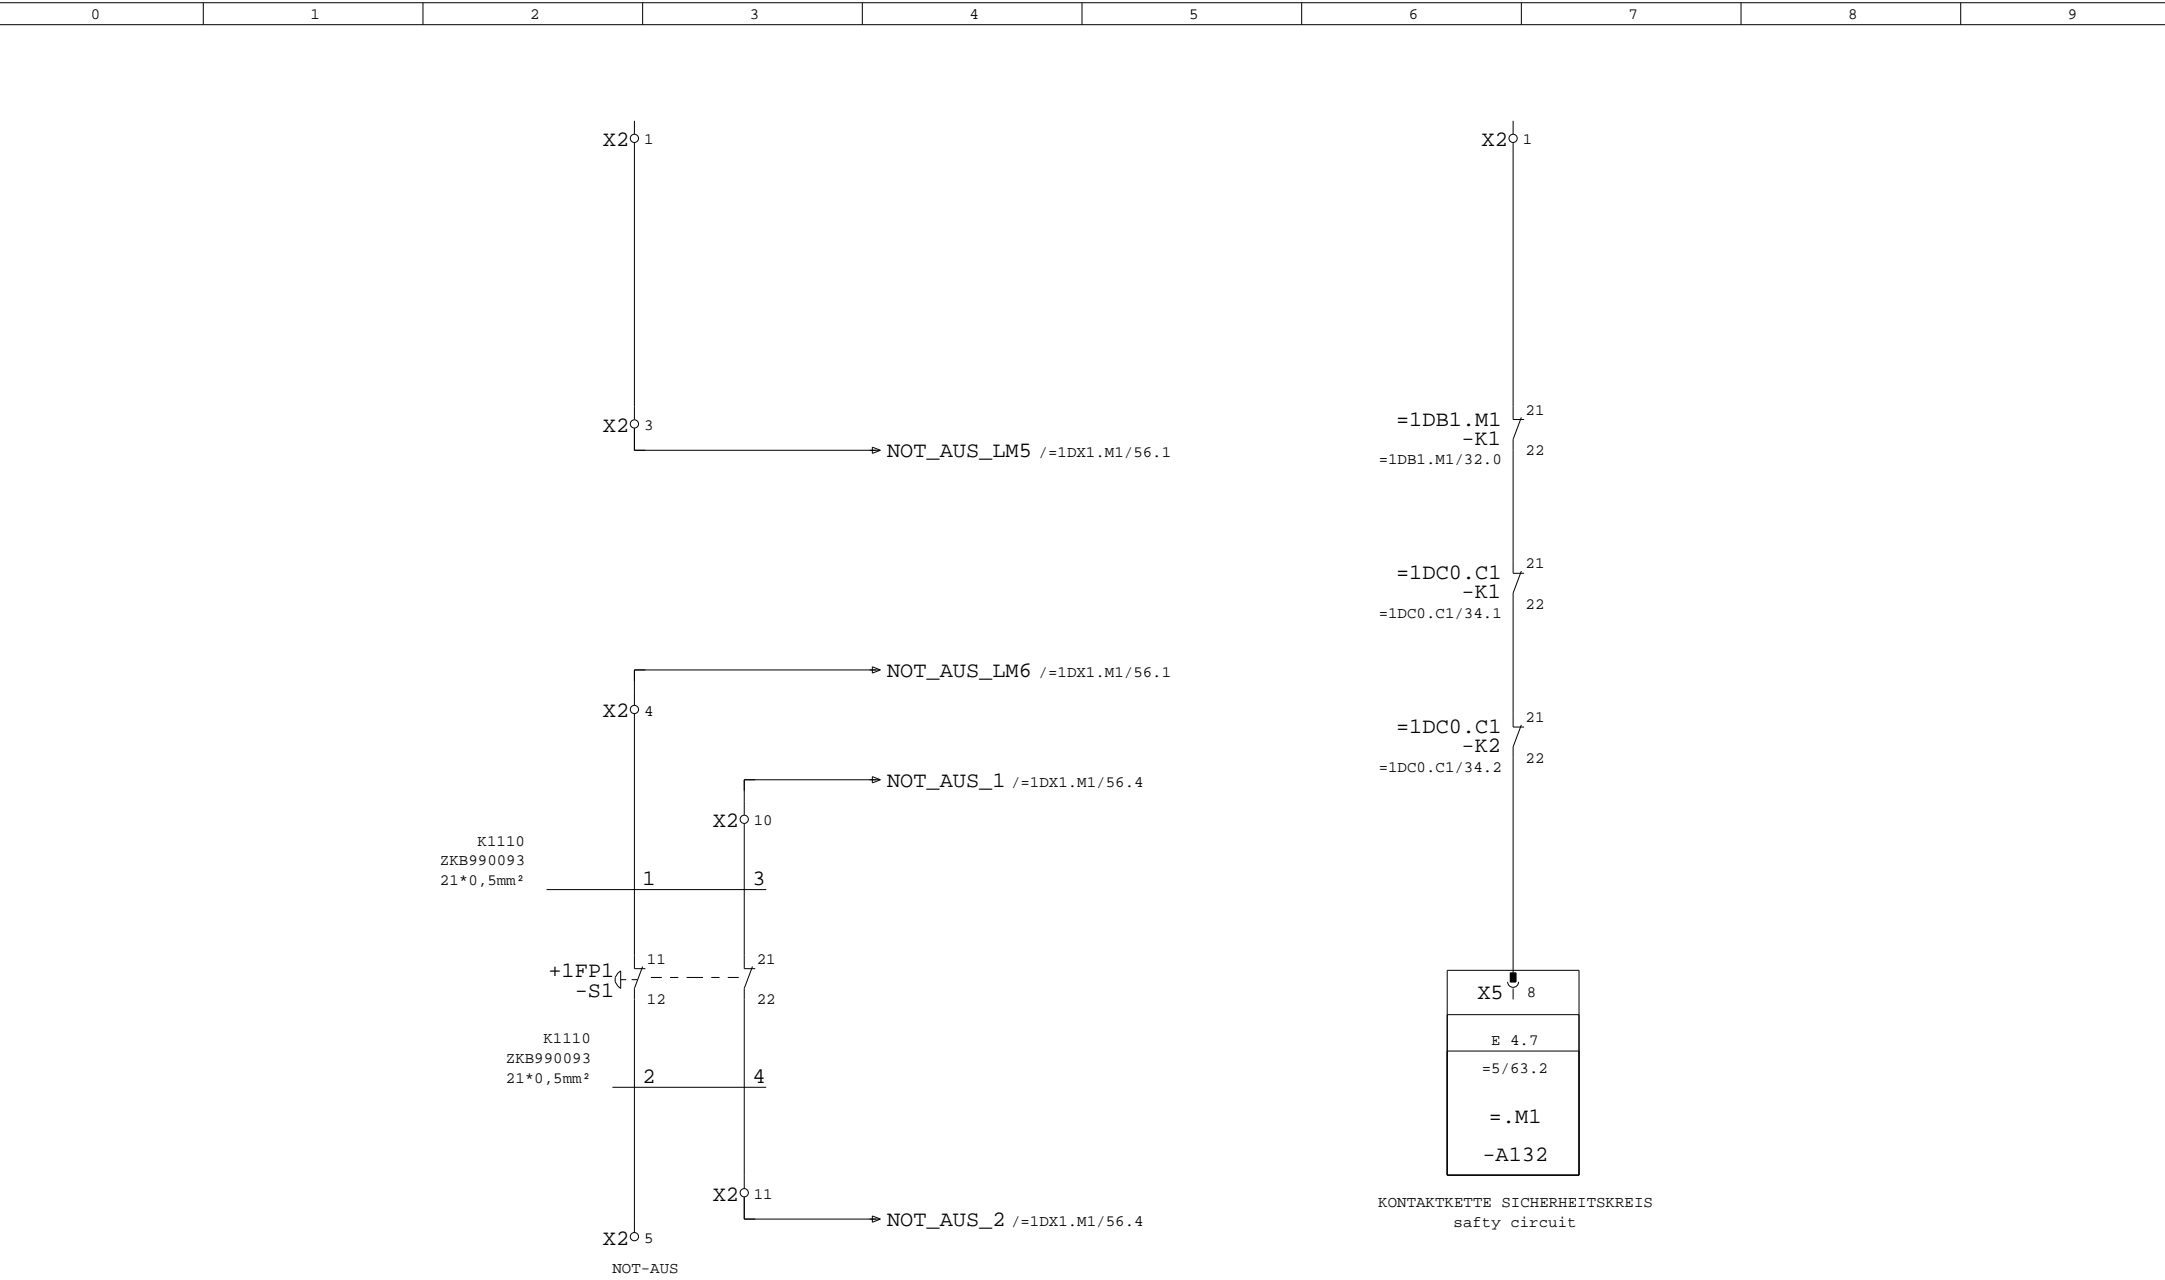 0 1 2 3 4 5 6 7 8 9
X2 1
X2 3
NOT_AUS_LM5 /=1DX1.M1/56.1
NOT_AUS_LM6 /=1DX1.M1/56.1
X2 4
NOT_AUS_1 /=1DX1.M1/56.4
X2 10
K1110
ZKB990093
21*0,5mm²
1 3
+1FP1
-S1
11
12
21
22
K1110
ZKB990093
21*0,5mm²
2 4
X2 11
NOT_AUS_2 /=1DX1.M1/56.4
X2 5
NOT-AUS
X2 1
=1DB1.M1
-K1
=1DB1.M1/32.0
21
22
=1DC0.C1
-K1
=1DC0.C1/34.1
21
22
=1DC0.C1
-K2
=1DC0.C1/34.2
21
22
X5 8
E 4.7
=5/63.2
=.M1
-A132
KONTAKTKETTE SICHERHEITSKREIS
safty circuit